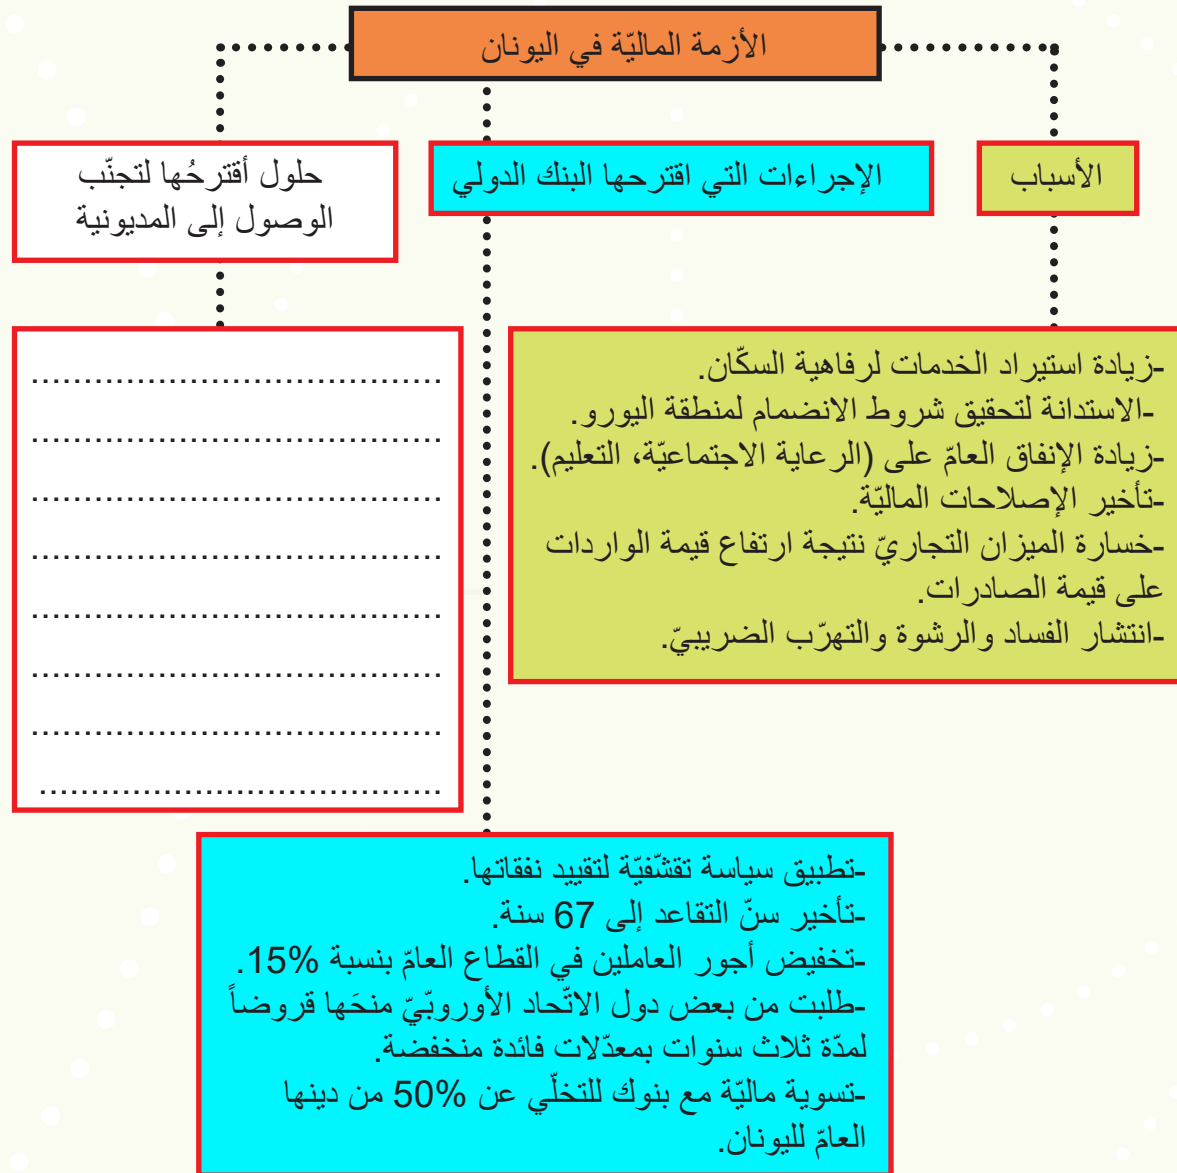 الأزمة الماليّة في اليونان
الأسباب
الإجراءات التي اقترحها البنك الدولي
حلول أقترحُها لتجنّب
الوصول إلى المديونية
-زيادة استيراد الخدمات لرفاهية السكّان.
-الاستدانة لتحقيق شروط الانضمام لمنطقة اليورو.
-زيادة الإنفاق العامّ على (الرعاية الاجتماعيّة، التعليم).
-تأخير الإصلاحات الماليّة.
-خسارة الميزان التجاريّ نتيجة ارتفاع قيمة الواردات
على قيمة الصادرات.
-انتشار الفساد والرشوة والتهرّب الضريبيّ.
.......................................
.......................................
.......................................
.......................................
.......................................
.......................................
.......................................
......................................
-تطبيق سياسة تقشّفيّة لتقييد نفقاتها.
-تأخير سنّ التقاعد إلى 67 سنة.
-تخفيض أجور العاملين في القطاع العامّ بنسبة 15%.
-طلبت من بعض دول الاتّحاد الأوروبّيّ منحَها قروضاً
لمدّة ثلاث سنوات بمعدّلات فائدة منخفضة.
-تسوية ماليّة مع بنوك للتخلّي عن 50% من دينها
العامّ لليونان.